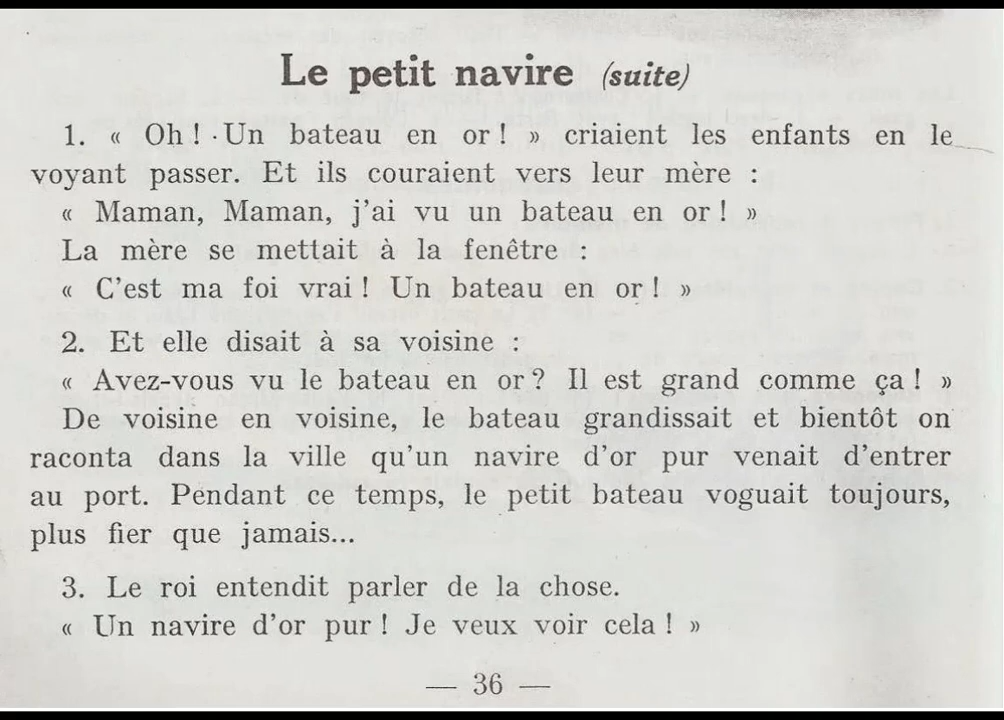 Le petit navire (suite)
1. « Oh ! Un bateau en or ! » criaient les enfants en le
voyant passer. Et ils couraient vers leur mère :
« Maman, Maman, j'ai vu un bateau en or ! »
La mère se mettait à la fenêtre :
« C'est ma foi vrai ! Un bateau en or ! »
2. Et elle disait à sa voisine :
« Avez-vous vu le bateau en or ? Il est grand comme ça ! »
De voisine en voisine, le bateau grandissait et bientôt on
raconta dans la ville qu'un navire d'or pur venait d'entrer
au port. Pendant ce temps, le petit bateau voguait toujours,
plus fier que jamais...
3. Le roi entendit parler de la chose.
« Un navire d'or pur ! Je veux voir cela ! »
— 36 —